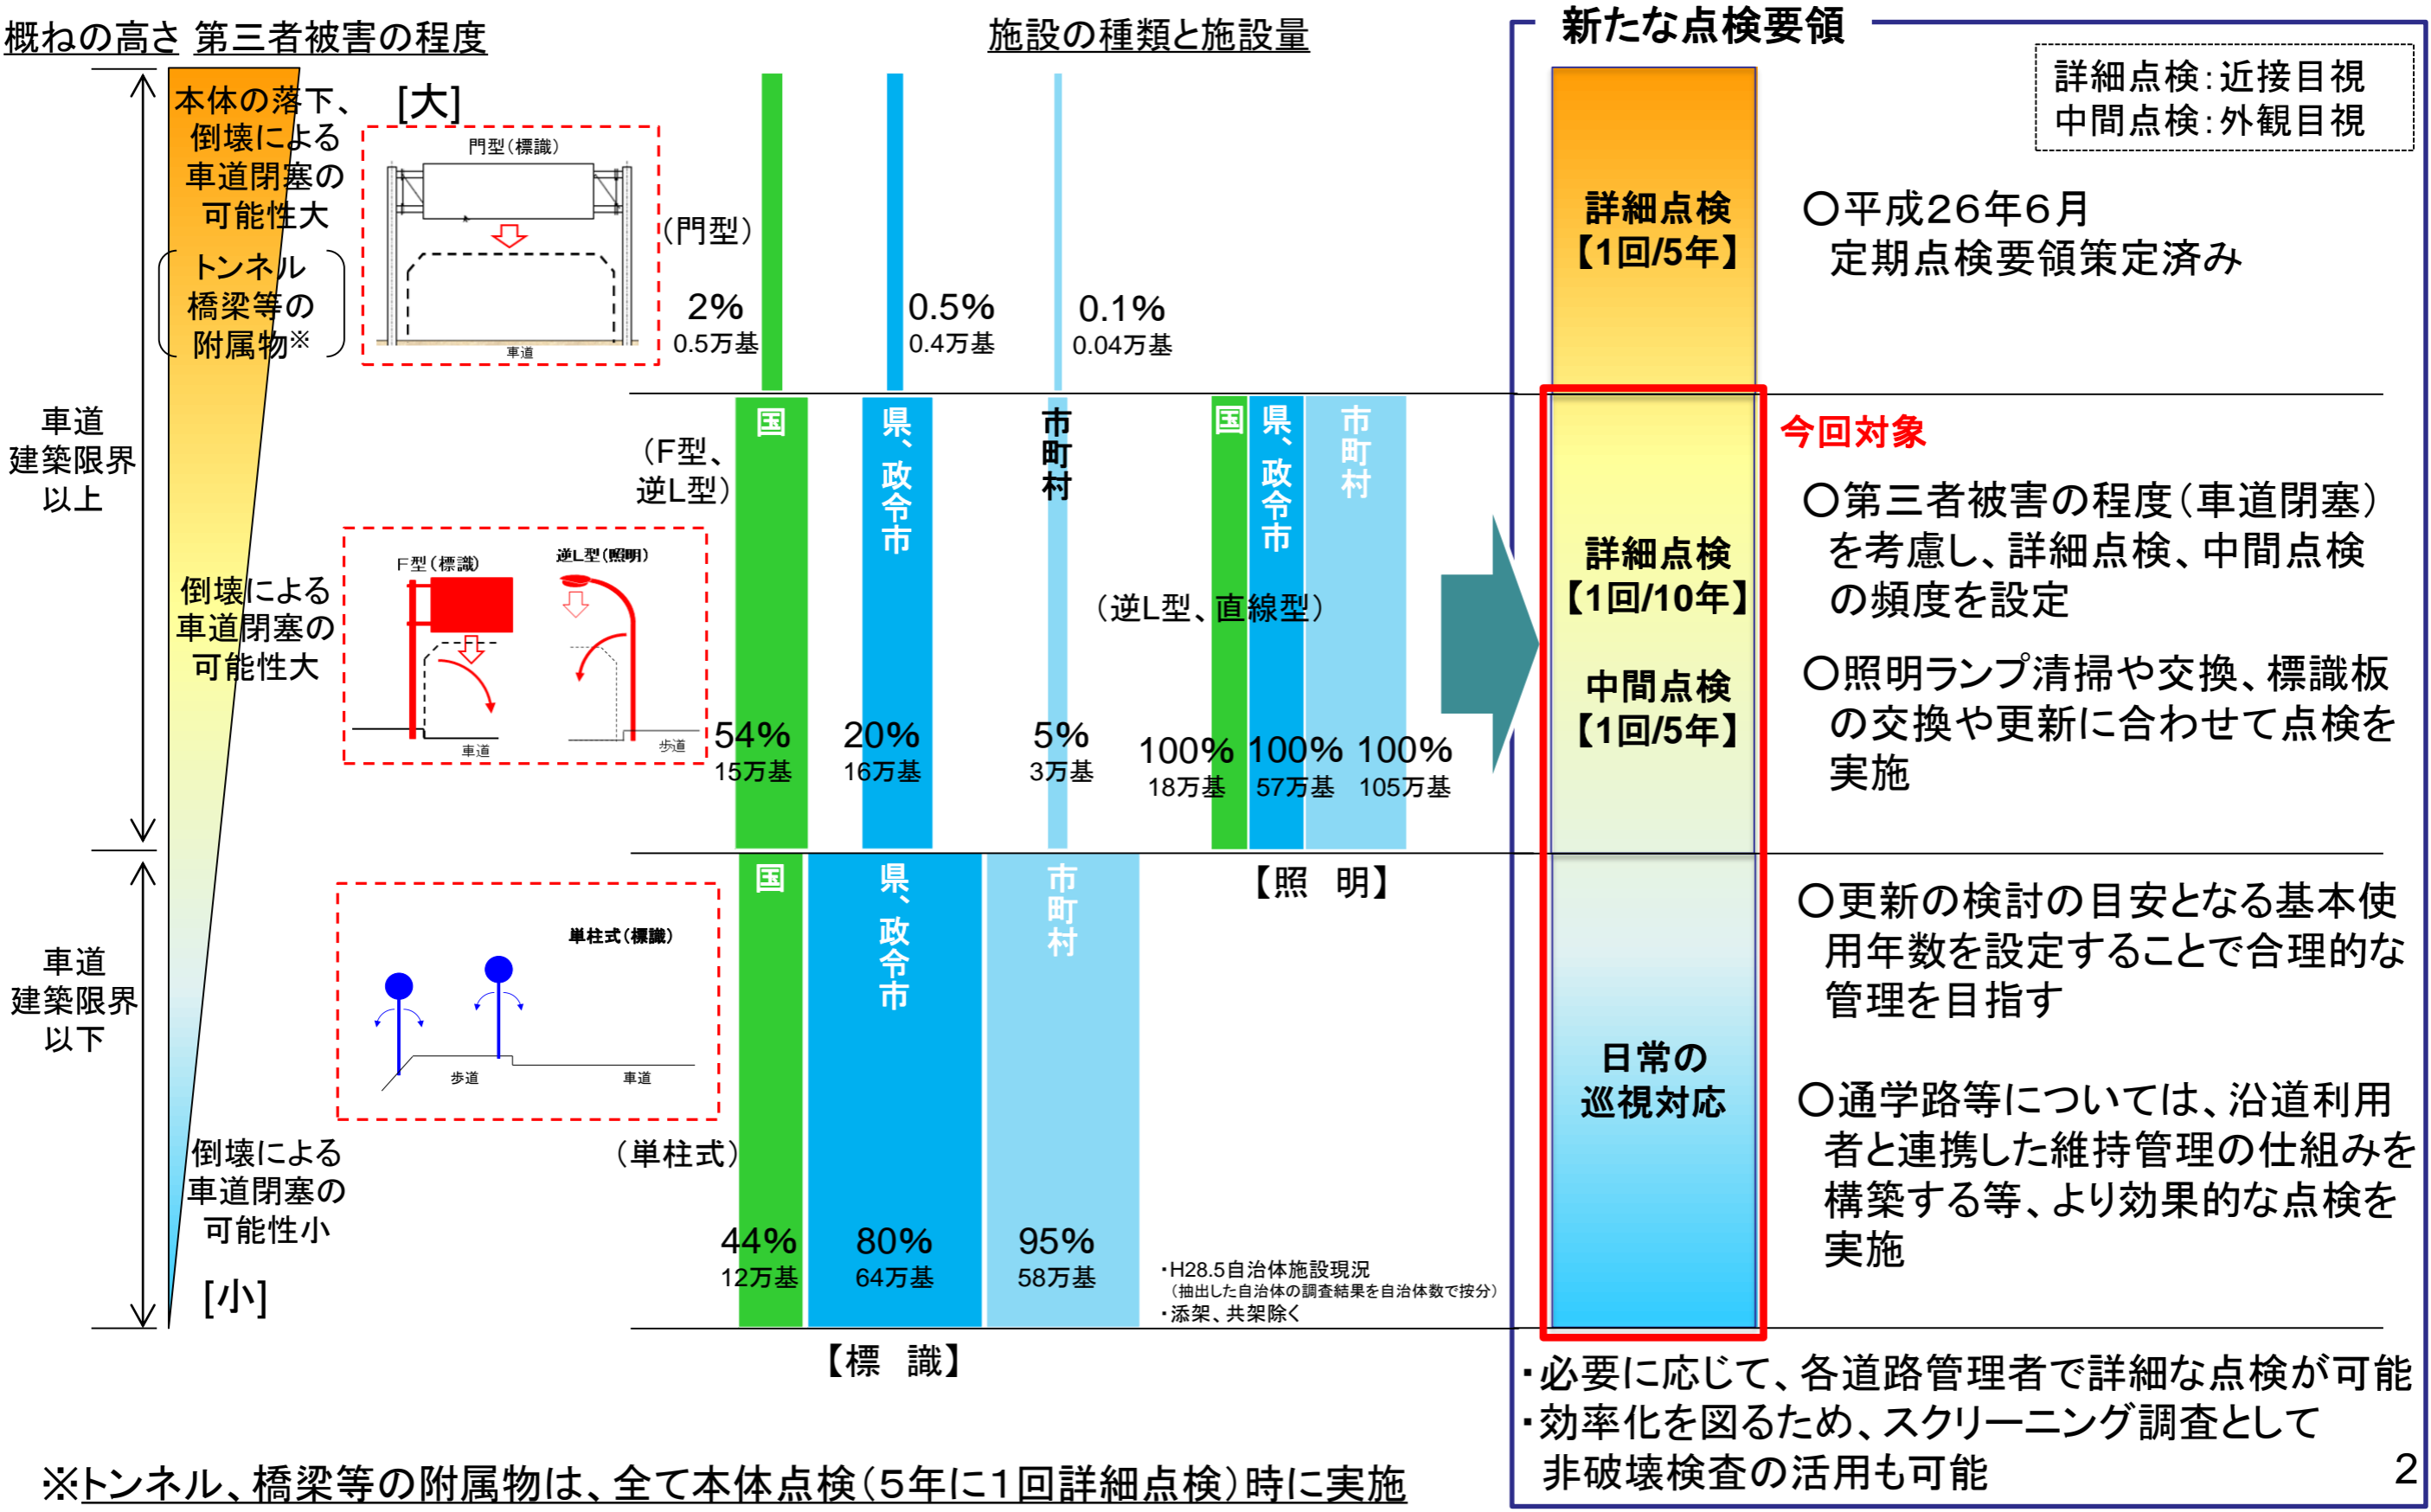 概ねの高さ 第三者被害の程度
施設の種類と施設量
新たな点検要領
詳細点検:近接目視
中間点検:外観目視
車道
建築限界
以上
本体の落下、
倒壊による
車道閉塞の
可能性大
トンネル
橋梁等の
附属物※
[大]
門型(標識)
車道
(門型)
2%
0.5万基
0.5%
0.4万基
0.1%
0.04万基
詳細点検
【1回/5年】
○平成26年6月
定期点検要領策定済み
倒壊による
車道閉塞の
可能性大
F型(標識)
逆L型(照明)
車道
歩道
(F型、
逆L型)
国
県、政令市
市町村
54%
15万基
20%
16万基
5%
3万基
国
県、政令市
市町村
(逆L型、直線型)
100%
18万基
100%
57万基
100%
105万基
【照 明】
詳細点検
【1回/10年】
中間点検
【1回/5年】
今回対象
○第三者被害の程度(車道閉塞)
を考慮し、詳細点検、中間点検
の頻度を設定
○照明ランプ清掃や交換、標識板
の交換や更新に合わせて点検を
実施
車道
建築限界
以下
単柱式(標識)
歩道
車道
倒壊による
車道閉塞の
可能性小
[小]
(単柱式)
国
県、政令市
市町村
44%
12万基
80%
64万基
95%
58万基
・H28.5自治体施設現況
(抽出した自治体の調査結果を自治体数で按分)
・添架、共架除く
【標 識】
日常の
巡視対応
○更新の検討の目安となる基本使
用年数を設定することで合理的な
管理を目指す
○通学路等については、沿道利用
者と連携した維持管理の仕組みを
構築する等、より効果的な点検を
実施
・必要に応じて、各道路管理者で詳細な点検が可能
・効率化を図るため、スクリーニング調査として
非破壊検査の活用も可能
※トンネル、橋梁等の附属物は、全て本体点検(5年に1回詳細点検)時に実施
2